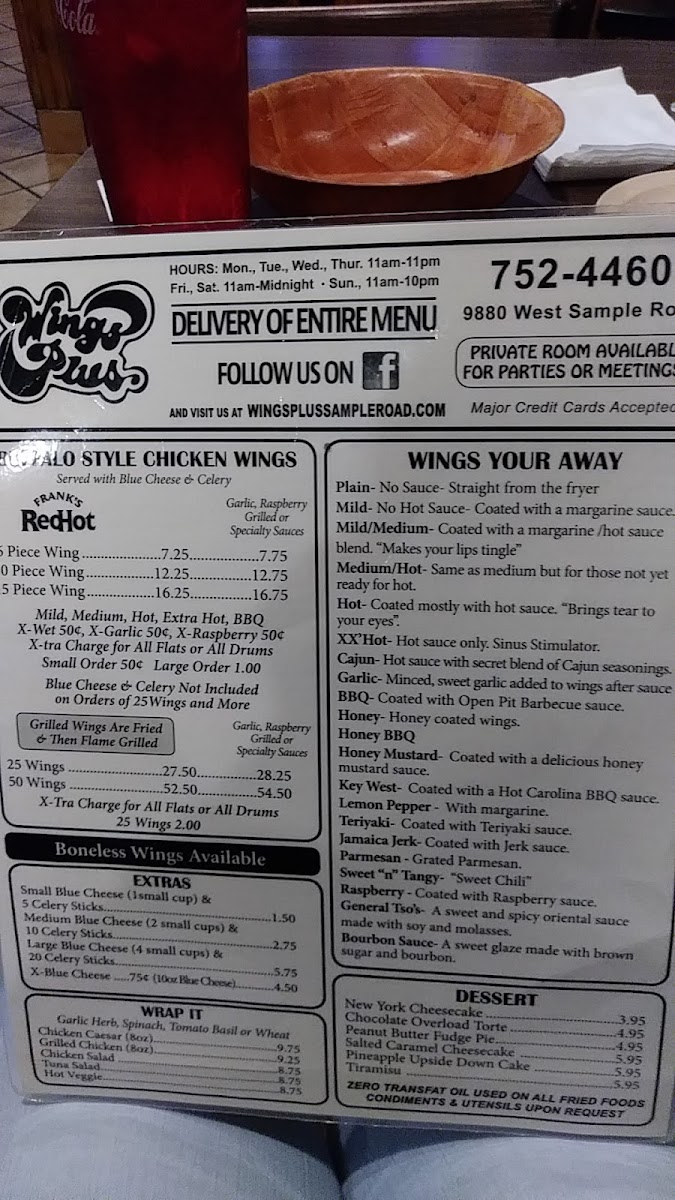 Cola
Wings
Plus
HOURS: Mon., Tue., Wed., Thur. 11am-11pm
Fri., Sat. 11am-Midnight · Sun., 11am-10pm
DELIVERY OF ENTIRE MENU
FOLLOW US ON f
AND VISIT US AT WINGSPLUSSAMPLEROAD.COM
752-4460
9880 West Sample Ro
PRIVATE ROOM AVAILABL
FOR PARTIES OR MEETINGS
Major Credit Cards Accepted
BUFFALO STYLE CHICKEN WINGS
Served with Blue Cheese & Celery
FRANK'S
RedHot
Garlic, Raspberry
Grilled or
Specialty Sauces
5 Piece Wing....................7.25.................7.75
0 Piece Wing..................12.25................12.75
5 Piece Wing..................16.25................16.75
Mild, Medium, Hot, Extra Hot, BBQ
X-Wet 50¢, X-Garlic 50¢, X-Raspberry 50¢
X-tra Charge for All Flats or All Drums
Small Order 50¢ Large Order 1.00
Blue Cheese & Celery Not Included
on Orders of 25Wings and More
Grilled Wings Are Fried
& Then Flame Grilled
Garlic, Raspberry
Grilled or
Specialty Sauces
25 Wings .......................27.50..............28.25
50 Wings .......................52.50..............54.50
X-Tra Charge for All Flats or All Drums
25 Wings 2.00
Boneless Wings Available
EXTRAS
Small Blue Cheese (1small cup) &
5 Celery Sticks.......................................1.50
Medium Blue Cheese (2 small cups) &
10 Celery Sticks.....................................2.75
Large Blue Cheese (4 small cups) &
20 Celery Sticks.....................................5.75
X-Blue Cheese .....75¢ (10oz Blue Cheese)...............4.50
WRAP IT
Garlic Herb, Spinach, Tomato Basil or Wheat
Chicken Caesar (8oz)..............................9.75
Grilled Chicken (8oz)..............................9.25
Chicken Salad .......................................8.75
Tuna Salad............................................8.75
Hot Veggie............................................8.75
WINGS YOUR AWAY
Plain- No Sauce- Straight from the fryer
Mild- No Hot Sauce- Coated with a margarine sauce.
Mild/Medium- Coated with a margarine /hot sauce
blend. “Makes your lips tingle”
Medium/Hot- Same as medium but for those not yet
ready for hot.
Hot- Coated mostly with hot sauce. “Brings tear to
your eyes”.
XX'Hot- Hot sauce only. Sinus Stimulator.
Cajun- Hot sauce with secret blend of Cajun seasonings.
Garlic- Minced, sweet garlic added to wings after sauce
BBQ- Coated with Open Pit Barbecue sauce.
Honey- Honey coated wings.
Honey BBQ
Honey Mustard- Coated with a delicious honey
mustard sauce.
Key West- Coated with a Hot Carolina BBQ sauce.
Lemon Pepper - With margarine.
Teriyaki- Coated with Teriyaki sauce.
Jamaica Jerk- Coated with Jerk sauce.
Parmesan - Grated Parmesan.
Sweet “n” Tangy- “Sweet Chili”
Raspberry - Coated with Raspberry sauce.
General Tso's- A sweet and spicy oriental sauce
made with soy and molasses.
Bourbon Sauce- A sweet glaze made with brown
sugar and bourbon.
DESSERT
New York Cheesecake ..............................3.95
Chocolate Overload Torte ........................4.95
Peanut Butter Fudge Pie...........................4.95
Salted Caramel Cheesecake .....................5.95
Pineapple Upside Down Cake ..................5.95
Tiramisu ................................................5.95
ZERO TRANSFAT OIL USED ON ALL FRIED FOODS
CONDIMENTS & UTENSILS UPON REQUEST